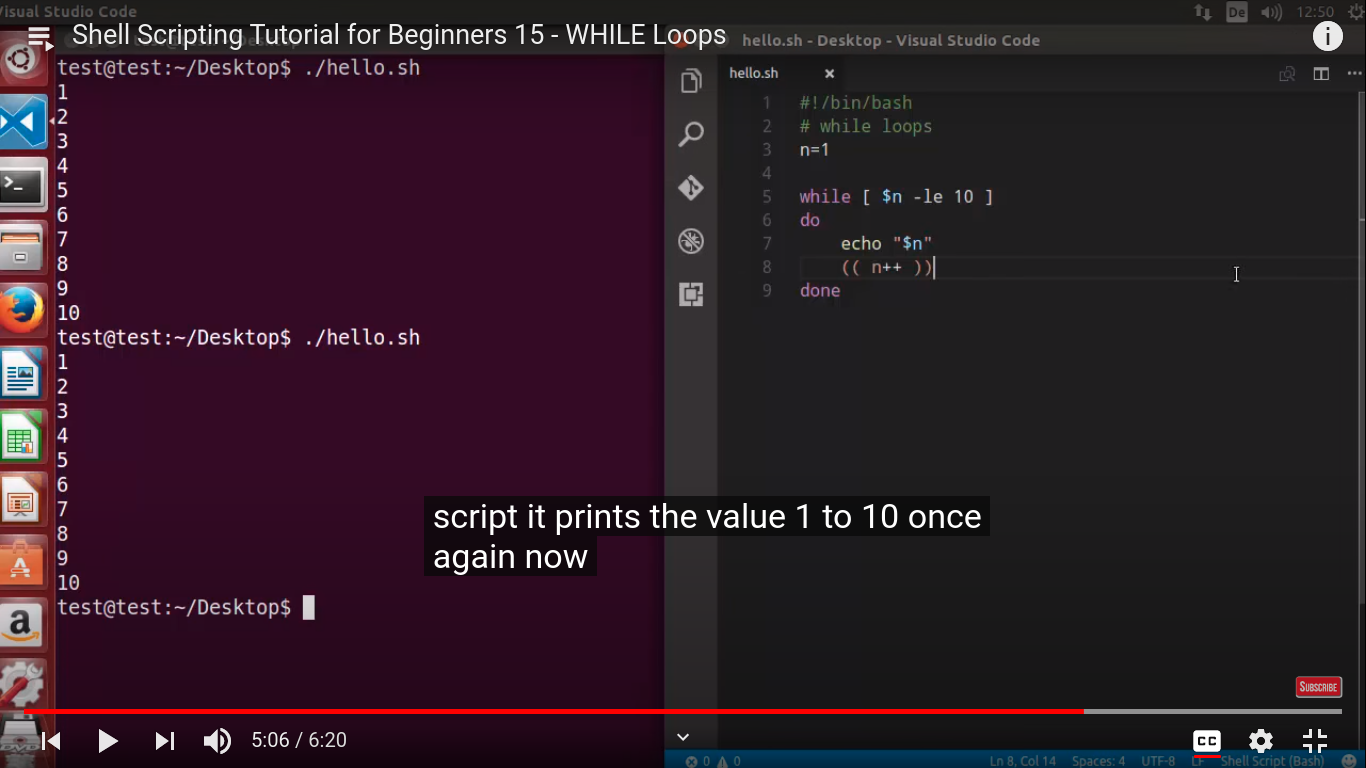 Visual Studio Code
De
12:50
Shell Scripting Tutorial for Beginners 15 - WHILE Loops
hello.sh - Desktop - Visual Studio Code
test@test:~/Desktop$ ./hello.sh
1
2
3
4
5
6
7
8
9
10
test@test:~/Desktop$ ./hello.sh
1
2
3
4
5
6
7
8
9
10
test@test:~/Desktop$
hello.sh
1 #!/bin/bash
2 # while loops
3 n=1
4
5 while [ $n -le 10 ]
6 do
7 echo "$n"
8 (( n++ ))
9 done
script it prints the value 1 to 10 once
again now
SUBSCRIBE
5:06 / 6:20
CC
0 0 Ln 8, Col 14 Spaces: 4 UTF-8 LF Shell Script (Bash)